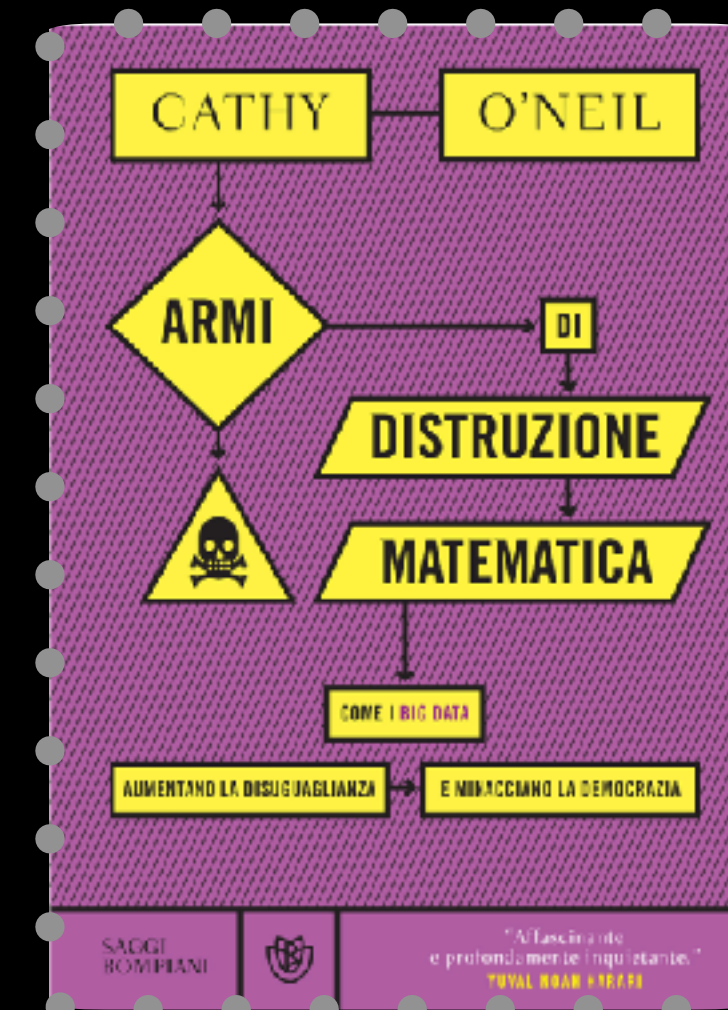 CATHY O'NEIL
ARMI
DI
DISTRUZIONE
MATEMATICA
COME I BIG DATA
AUMENTANO LA DISUGUAGLIANZA
E MINACCIANO LA DEMOCRAZIA
SAGGI
BOMPIANI
"Affascinante
e profondamente inquietante."
YUVAL NOAH HARARI